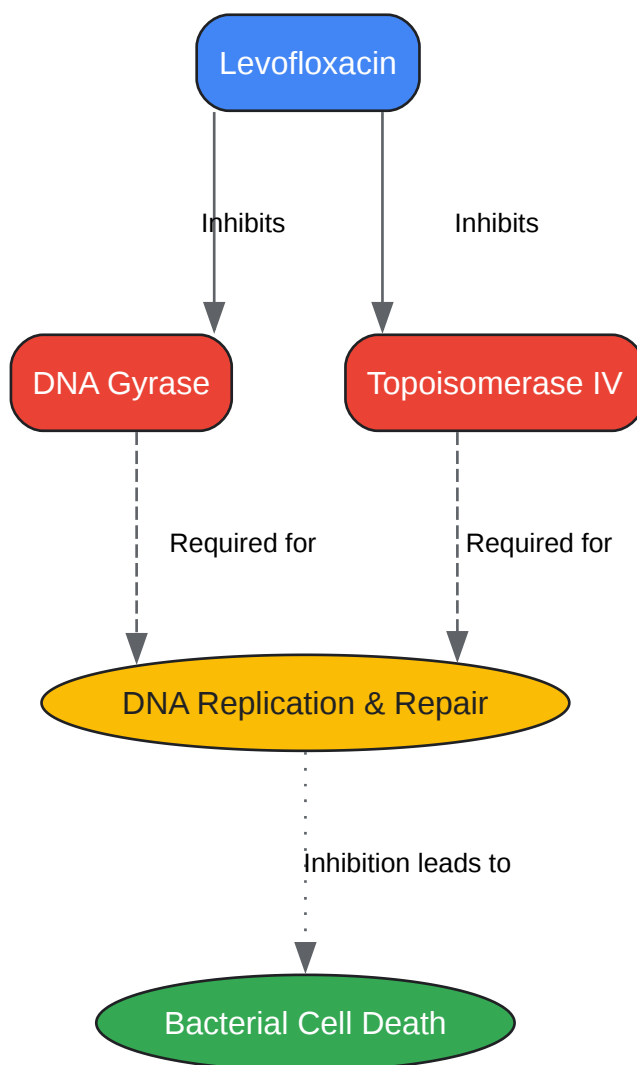 Levofloxacin
Inhibits
Inhibits
DNA Gyrase
Topoisomerase IV
Required for
Required for
DNA Replication & Repair
Inhibition leads to
Bacterial Cell Death